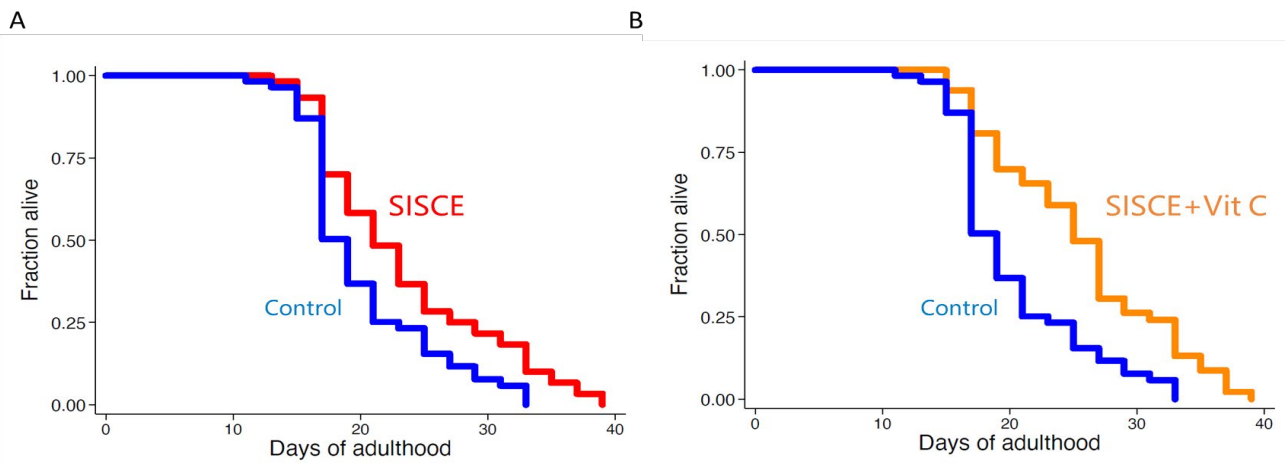 A
1.00
0.75
0.50
0.25
0.00
Fraction alive
SISCE
Control
0 10 20 30 40
Days of adulthood
B
1.00
0.75
0.50
0.25
0.00
Fraction alive
SISCE+Vit C
Control
0 10 20 30 40
Days of adulthood